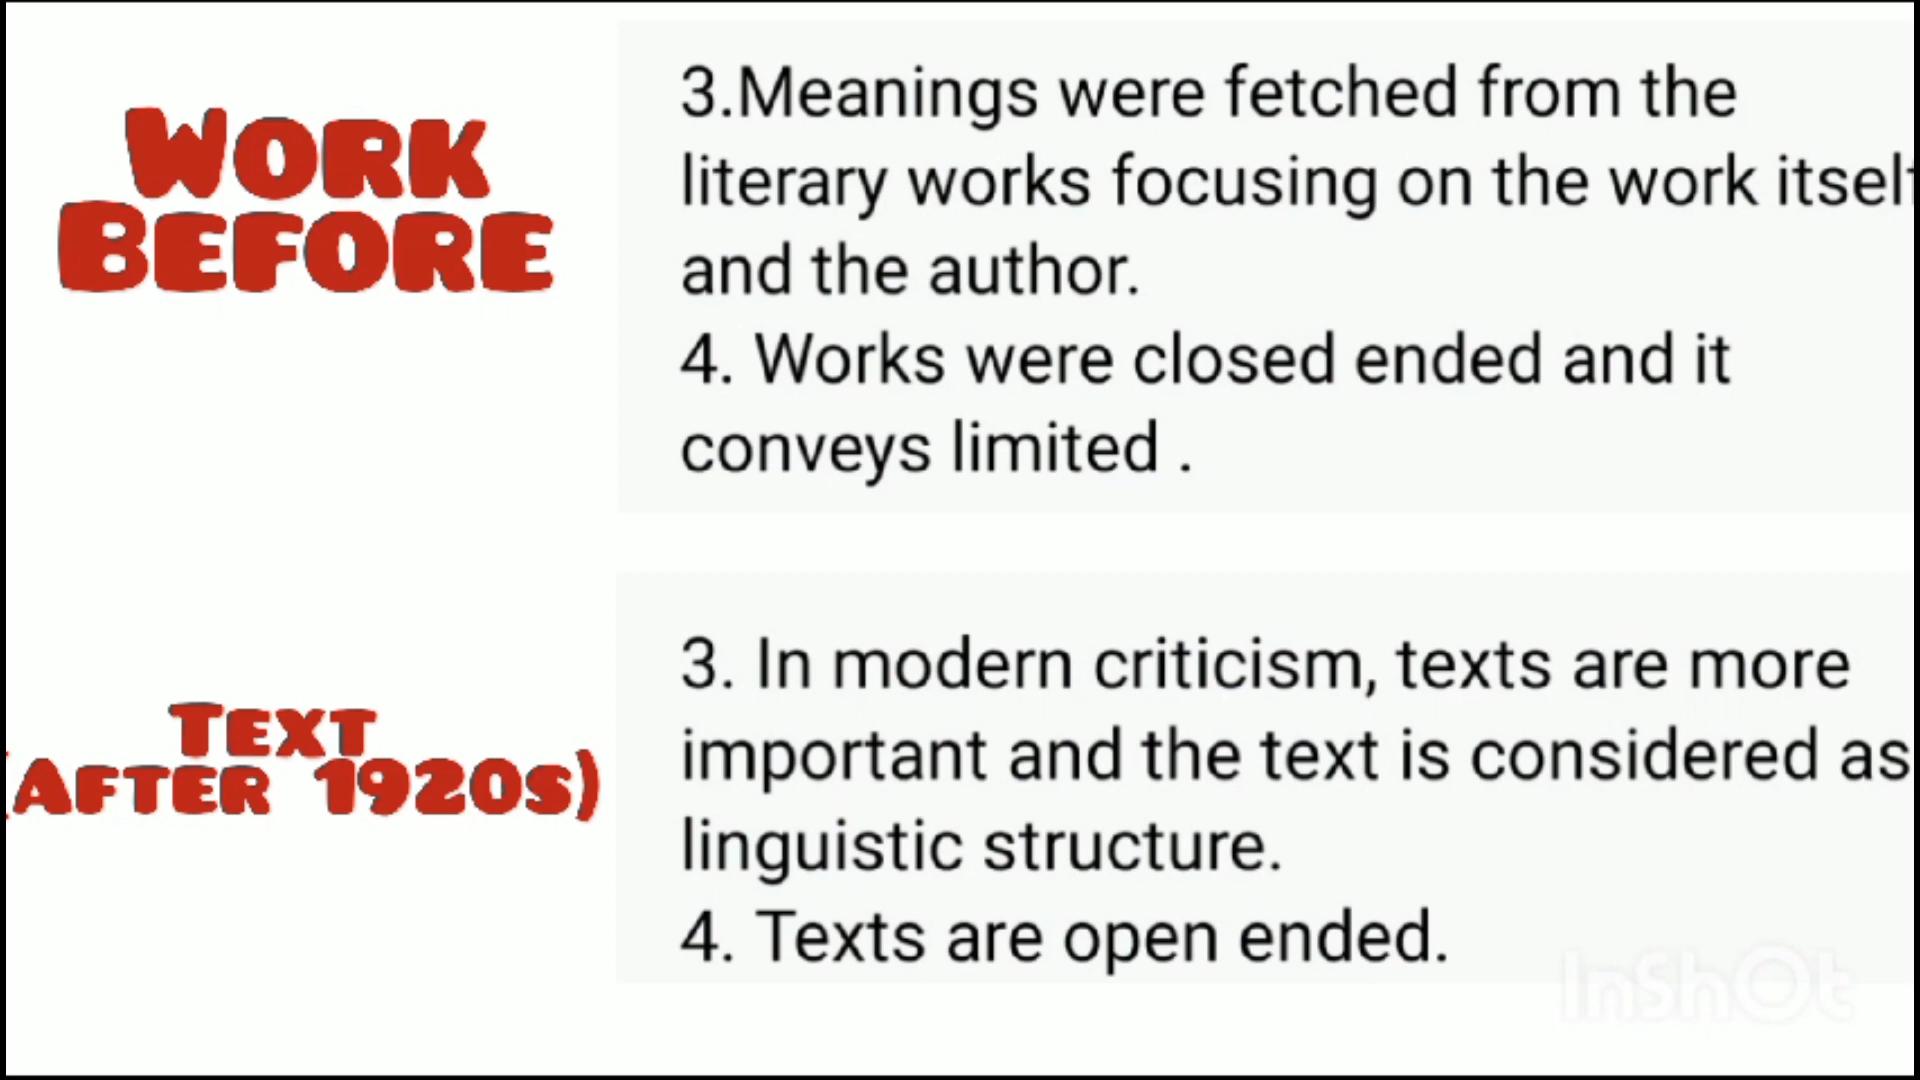 WORK
BEFORE
3.Meanings were fetched from the
literary works focusing on the work itself
and the author.
4. Works were closed ended and it
conveys limited .
TEXT
(AFTER 1920s)
3. In modern criticism, texts are more
important and the text is considered as
linguistic structure.
4. Texts are open ended.
InShOt